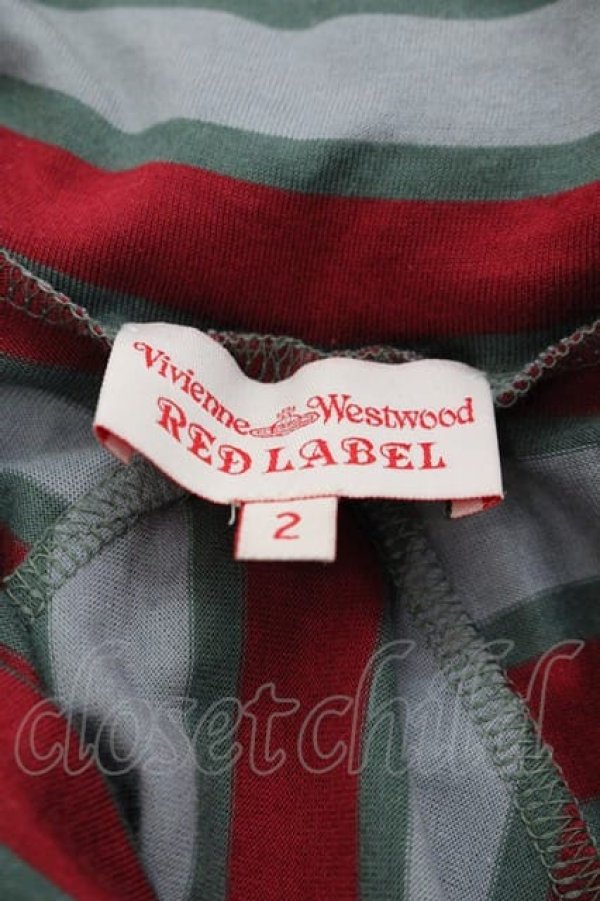 Vivienne Westwood
RED LABEL
2
closetchild